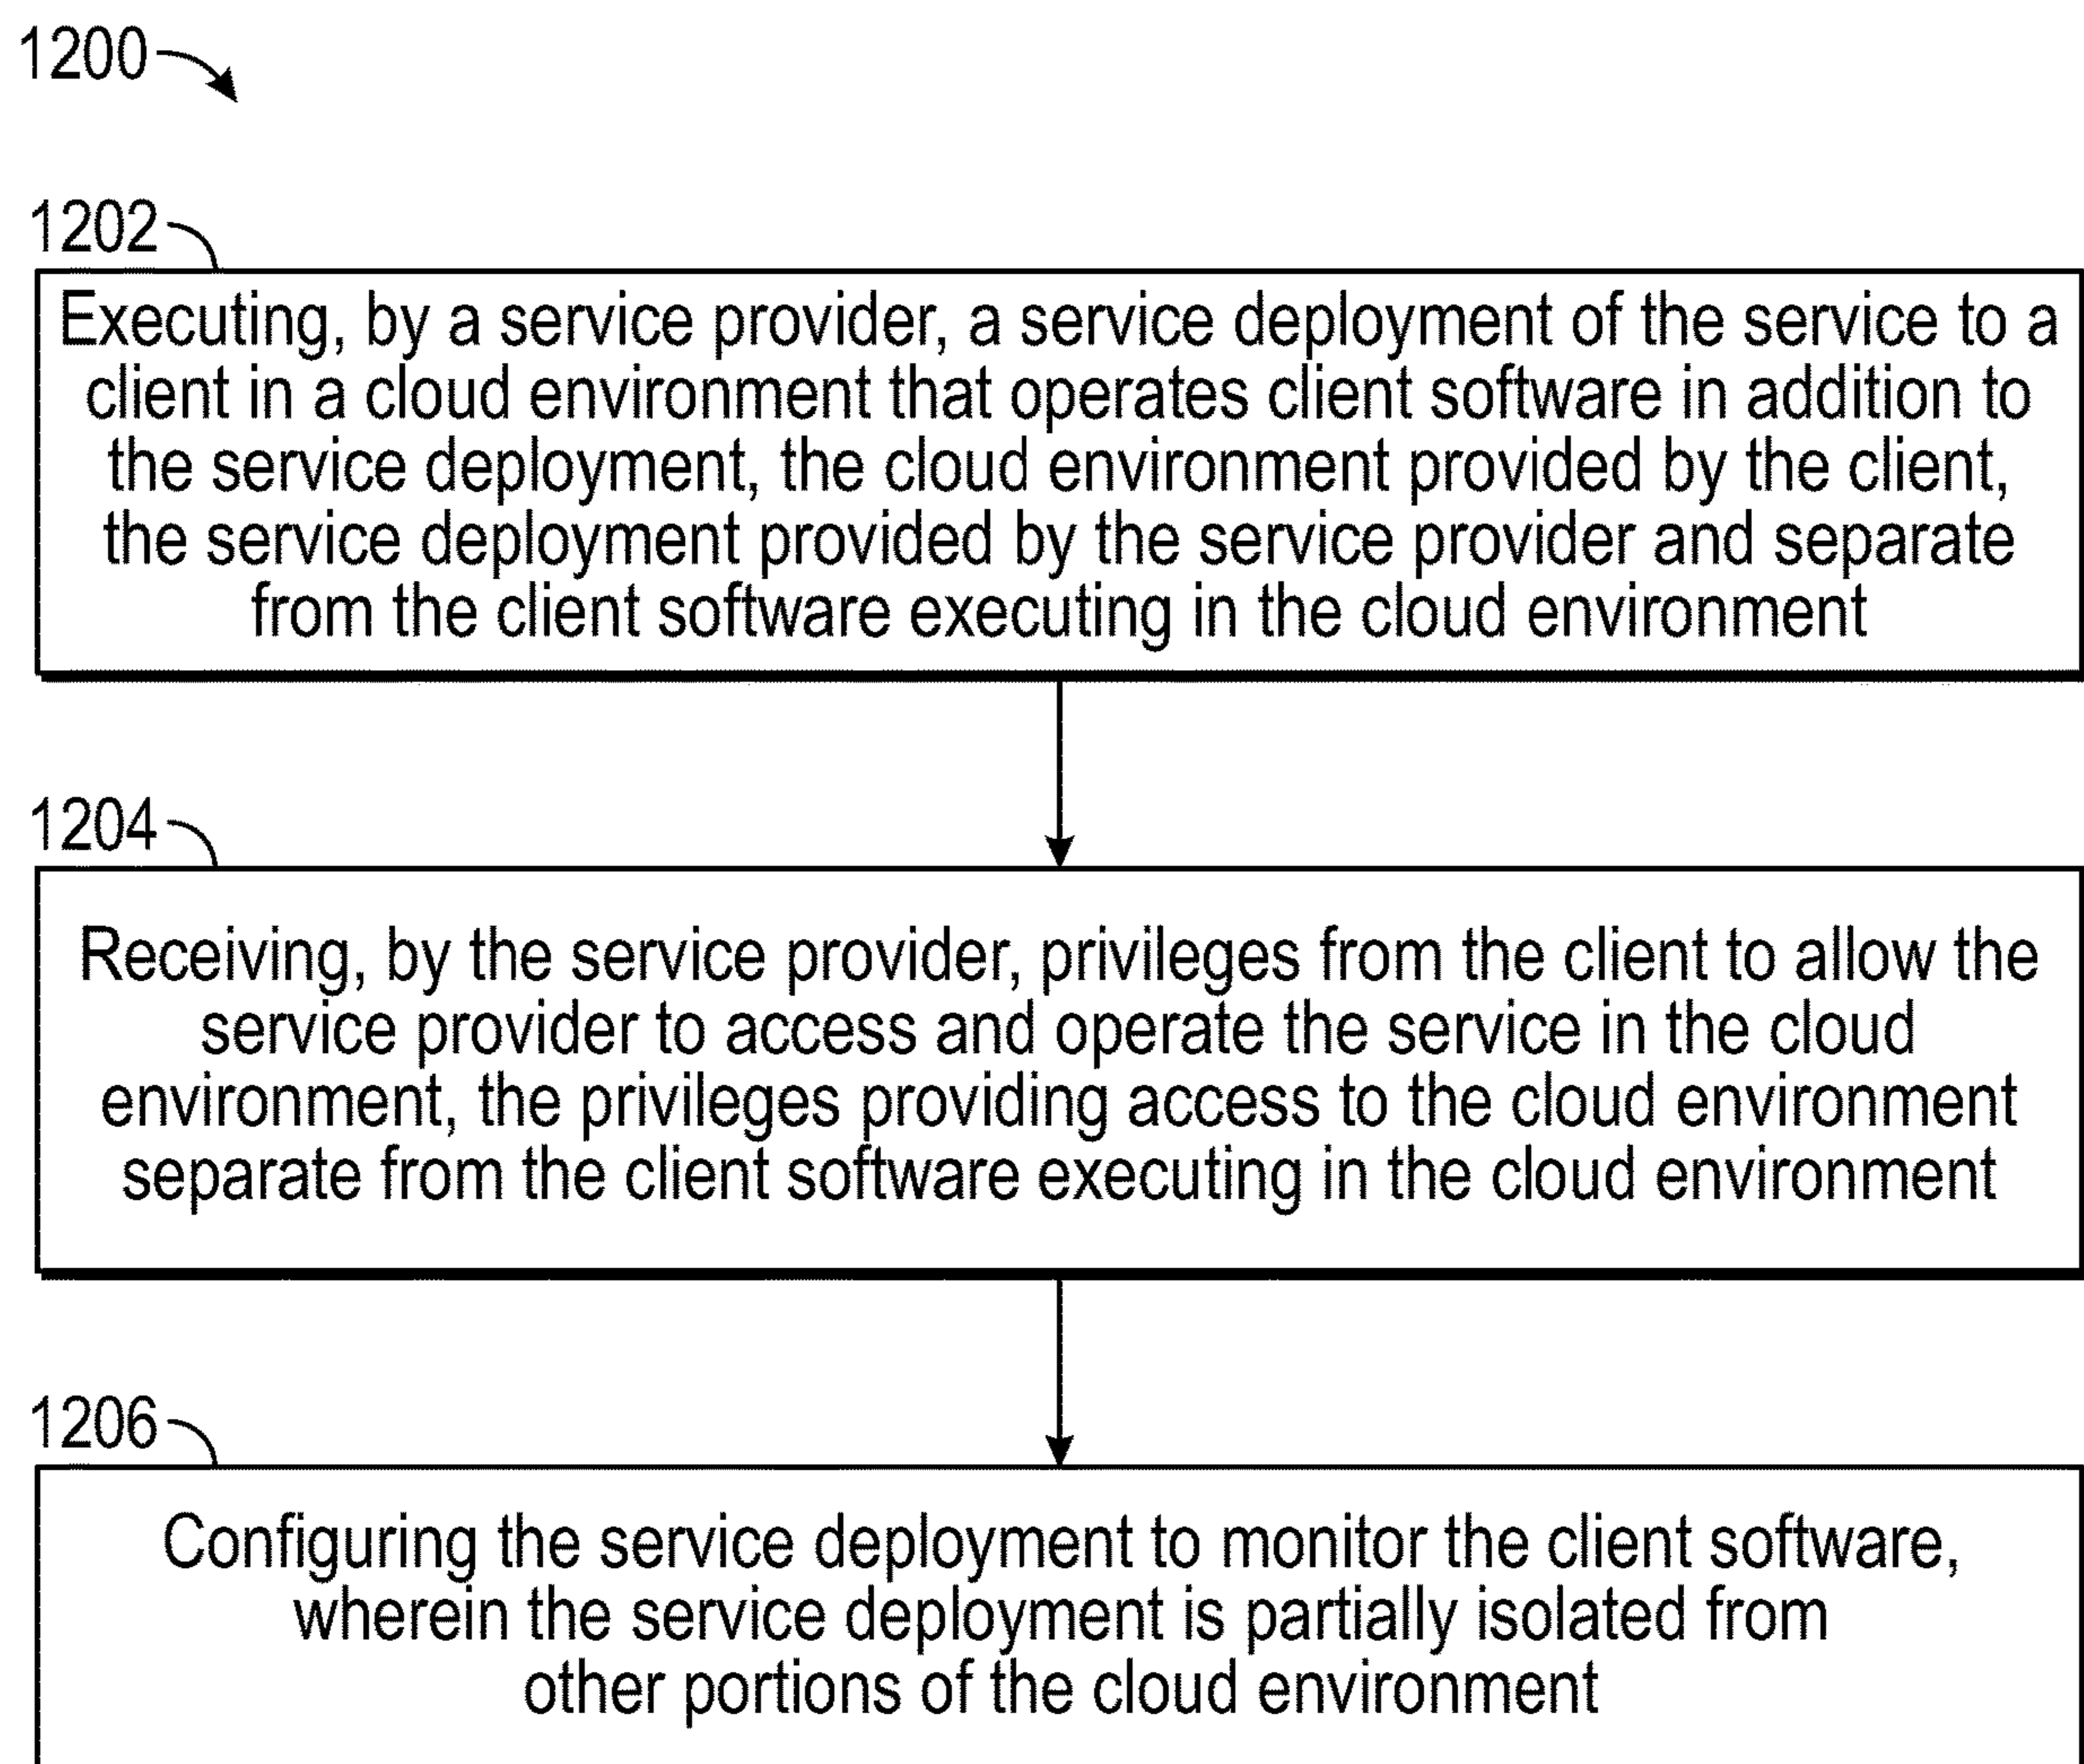 1200
1202
Executing, by a service provider, a service deployment of the service to a
client in a cloud environment that operates client software in addition to
the service deployment, the cloud environment provided by the client,
the service deployment provided by the service provider and separate
from the client software executing in the cloud environment
1204
Receiving, by the service provider, privileges from the client to allow the
service provider to access and operate the service in the cloud
environment, the privileges providing access to the cloud environment
separate from the client software executing in the cloud environment
1206
Configuring the service deployment to monitor the client software,
wherein the service deployment is partially isolated from
other portions of the cloud environment